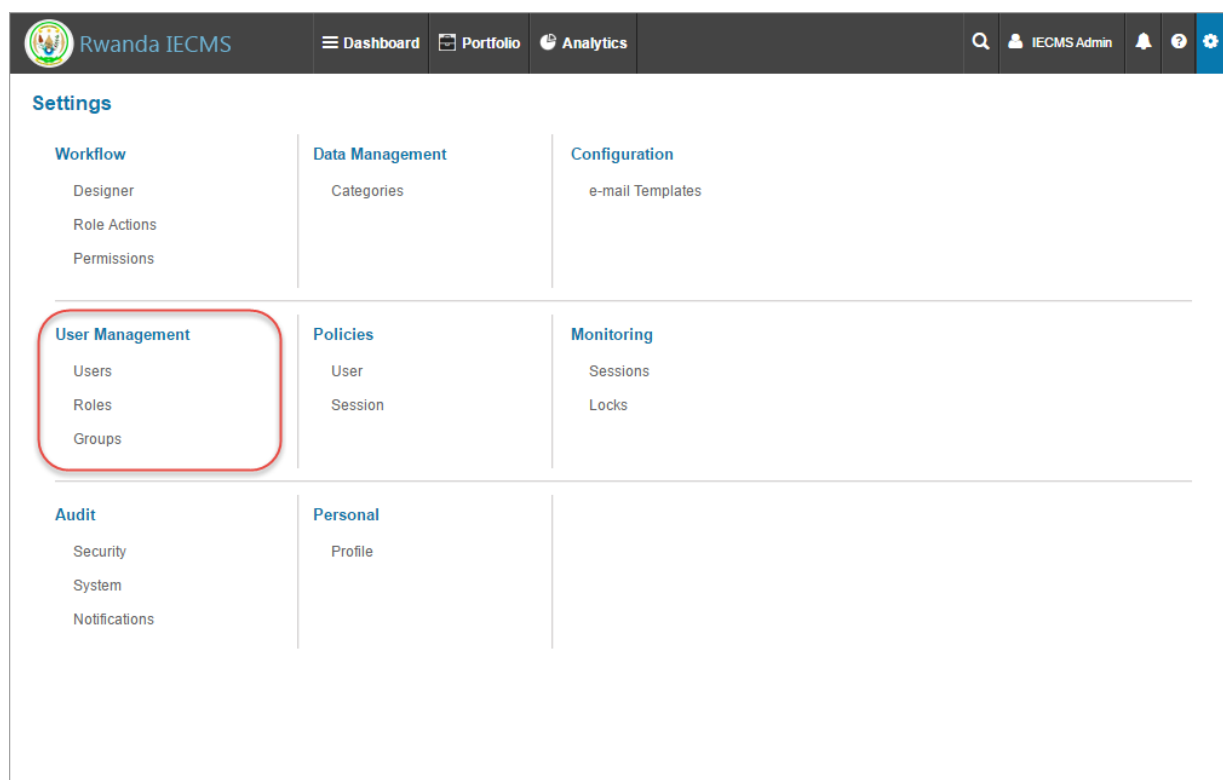 Rwanda IECMS
Dashboard
Portfolio
Analytics
IECMS Admin
Settings
Workflow
Designer
Role Actions
Permissions
Data Management
Categories
Configuration
e-mail Templates
User Management
Users
Roles
Groups
Policies
User
Session
Monitoring
Sessions
Locks
Audit
Security
System
Notifications
Personal
Profile